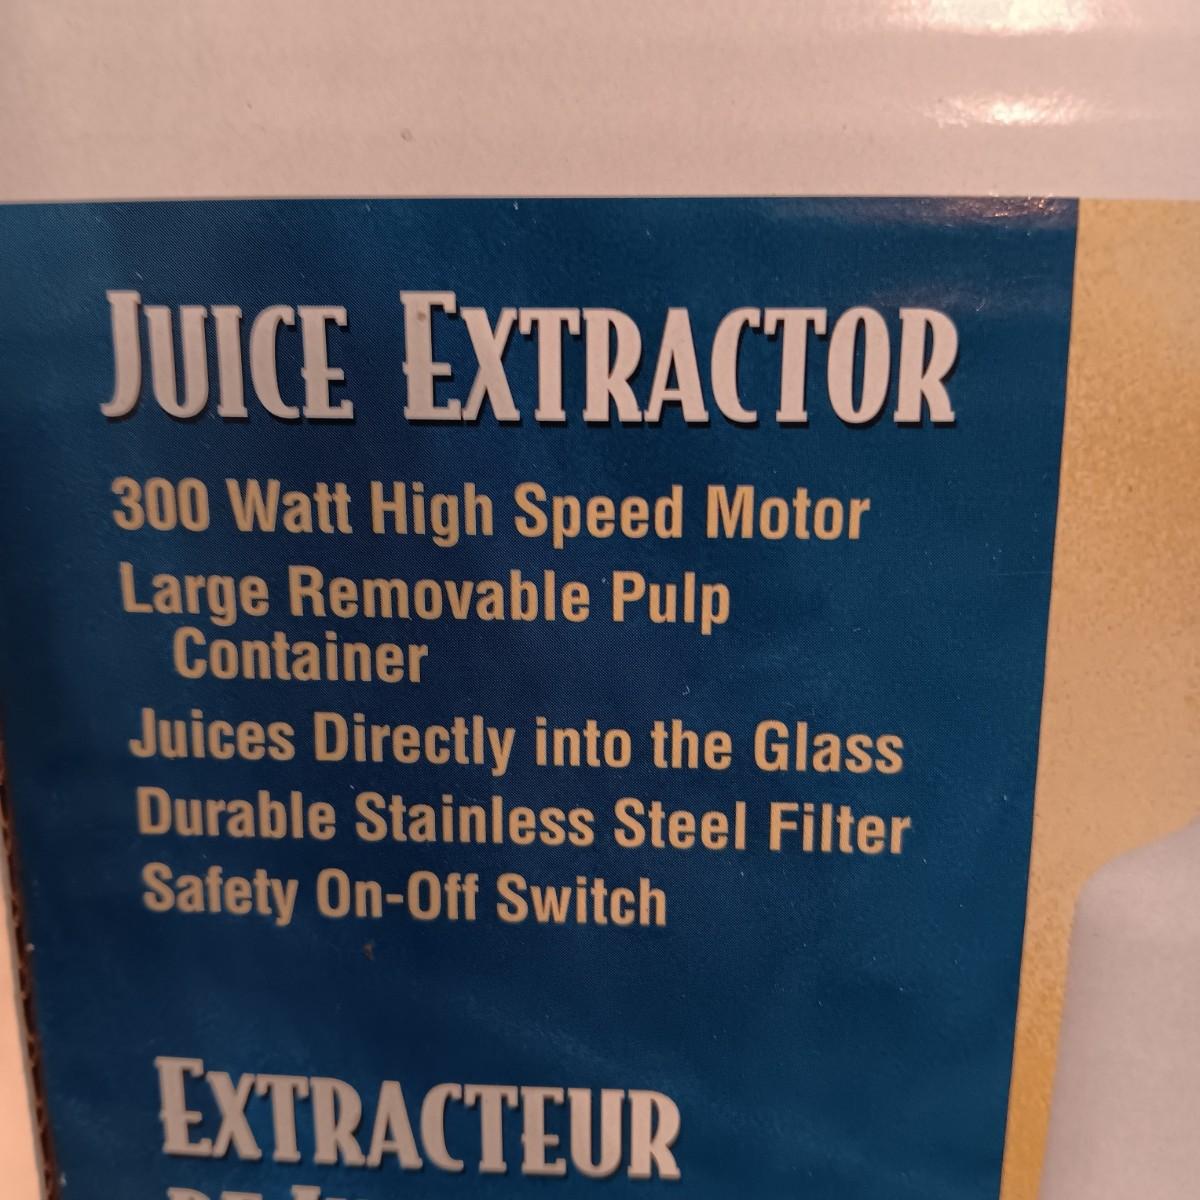 JUICE EXTRACTOR
300 Watt High Speed Motor
Large Removable Pulp
Container
Juices Directly into the Glass
Durable Stainless Steel Filter
Safety On-Off Switch
EXTRACTEUR